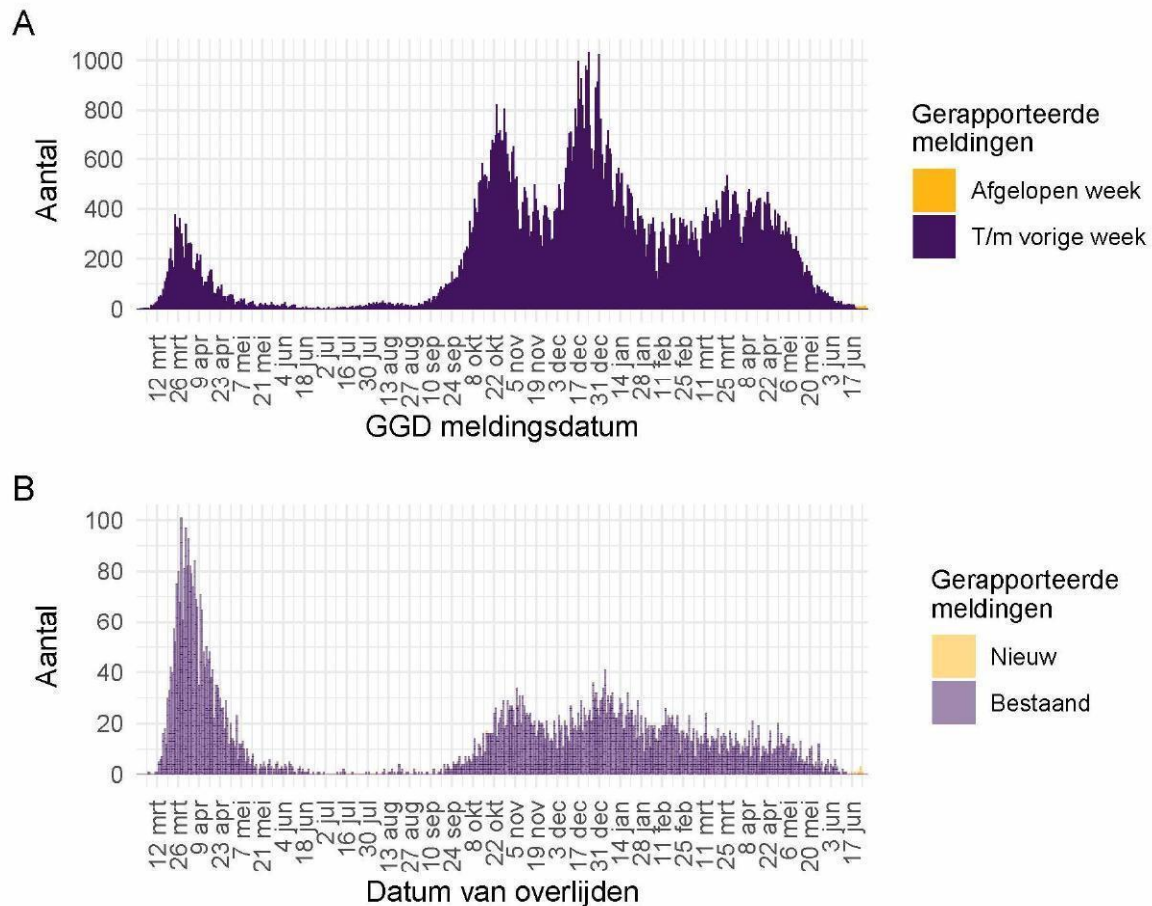 A
1000
800
600
400
200
0
Aantal
12 mrt
26 mrt
9 apr
23 apr
7 mei
21 mei
4 jun
18 jun
2 jul
16 jul
30 jul
13 aug
27 aug
10 sep
24 sep
8 okt
22 okt
5 nov
19 nov
3 dec
17 dec
31 dec
14 jan
28 jan
11 feb
25 feb
11 mrt
25 mrt
8 apr
22 apr
6 mei
20 mei
3 jun
17 jun
GGD meldingsdatum
Gerapporteerde
meldingen
Afgelopen week
T/m vorige week
B
100
80
60
40
20
0
Aantal
12 mrt
26 mrt
9 apr
23 apr
7 mei
21 mei
4 jun
18 jun
2 jul
16 jul
30 jul
13 aug
27 aug
10 sep
24 sep
8 okt
22 okt
5 nov
19 nov
3 dec
17 dec
31 dec
14 jan
28 jan
11 feb
25 feb
11 mrt
25 mrt
8 apr
22 apr
6 mei
20 mei
3 jun
17 jun
Datum van overlijden
Gerapporteerde
meldingen
Nieuw
Bestaand